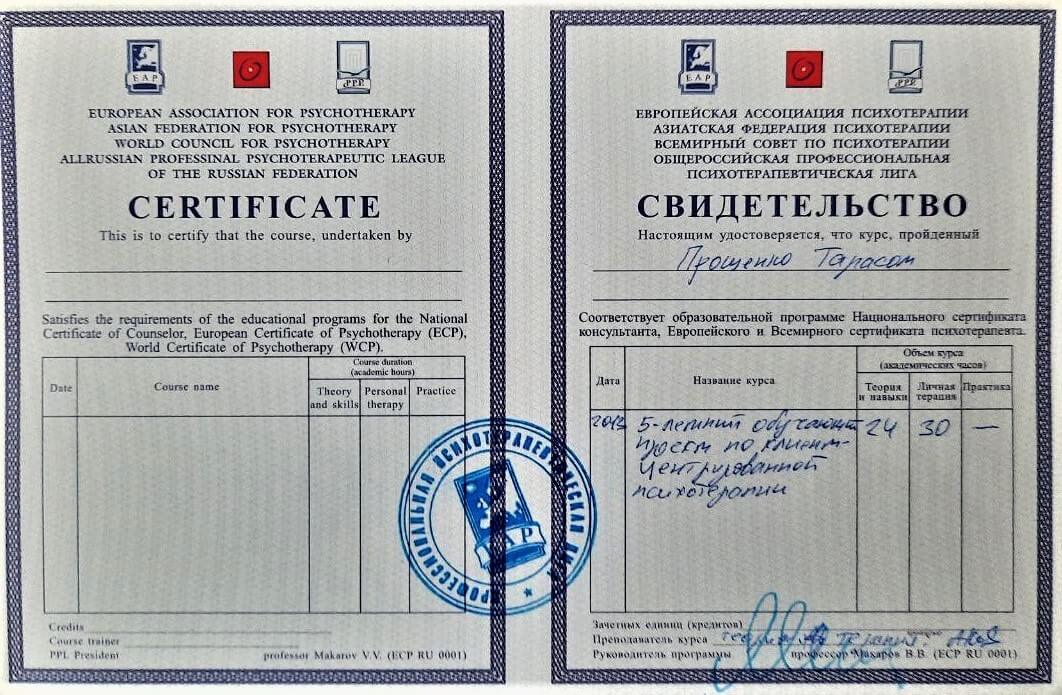 EAP
PPL
EUROPEAN ASSOCIATION FOR PSYCHOTHERAPY
ASIAN FEDERATION FOR PSYCHOTHERAPY
WORLD COUNCIL FOR PSYCHOTHERAPY
ALLRUSSIAN PROFESSINAL PSYCHOTERAPEUTIC LEAGUE
OF THE RUSSIAN FEDERATION
CERTIFICATE
This is to certify that the course, undertaken by
Satisfies the requirements of the educational programs for the National
Certificate of Counselor, European Certificate of Psychotherapy (ECP),
World Certificate of Psychotherapy (WCP).
Date
Course name
Course duration
(academic hours)
Theory
and skills
Personal
therapy
Practice
Credits
Course trainer
PPL President professor Makarov V.V. (ECP RU 0001)
ПРОФЕССИОНАЛЬНАЯ ПСИХОТЕРАПЕВТИЧЕСКАЯ ЛИГА
EAP
EAP
PPL
ЕВРОПЕЙСКАЯ АССОЦИАЦИЯ ПСИХОТЕРАПИИ
АЗИАТСКАЯ ФЕДЕРАЦИЯ ПСИХОТЕРАПИИ
ВСЕМИРНЫЙ СОВЕТ ПО ПСИХОТЕРАПИИ
ОБЩЕРОССИЙСКАЯ ПРОФЕССИОНАЛЬНАЯ
ПСИХОТЕРАПЕВТИЧЕСКАЯ ЛИГА
СВИДЕТЕЛЬСТВО
Настоящим удостоверяется, что курс, пройденный
Прощенко Тарасом
Соответствует образовательной программе Национального сертификата
консультанта, Европейского и Всемирного сертификата психотерапевта.
Дата
Название курса
Объем курса
(академических часов)
Теория
и навыки
Личная
терапия
Практика
5-летний обучающий 24 30 —
по клиент-
центрированной
психотерапии
Зачетных единиц (кредитов)
Преподаватель курса
Руководитель программы профессор Макаров В.В. (ECP RU 0001)